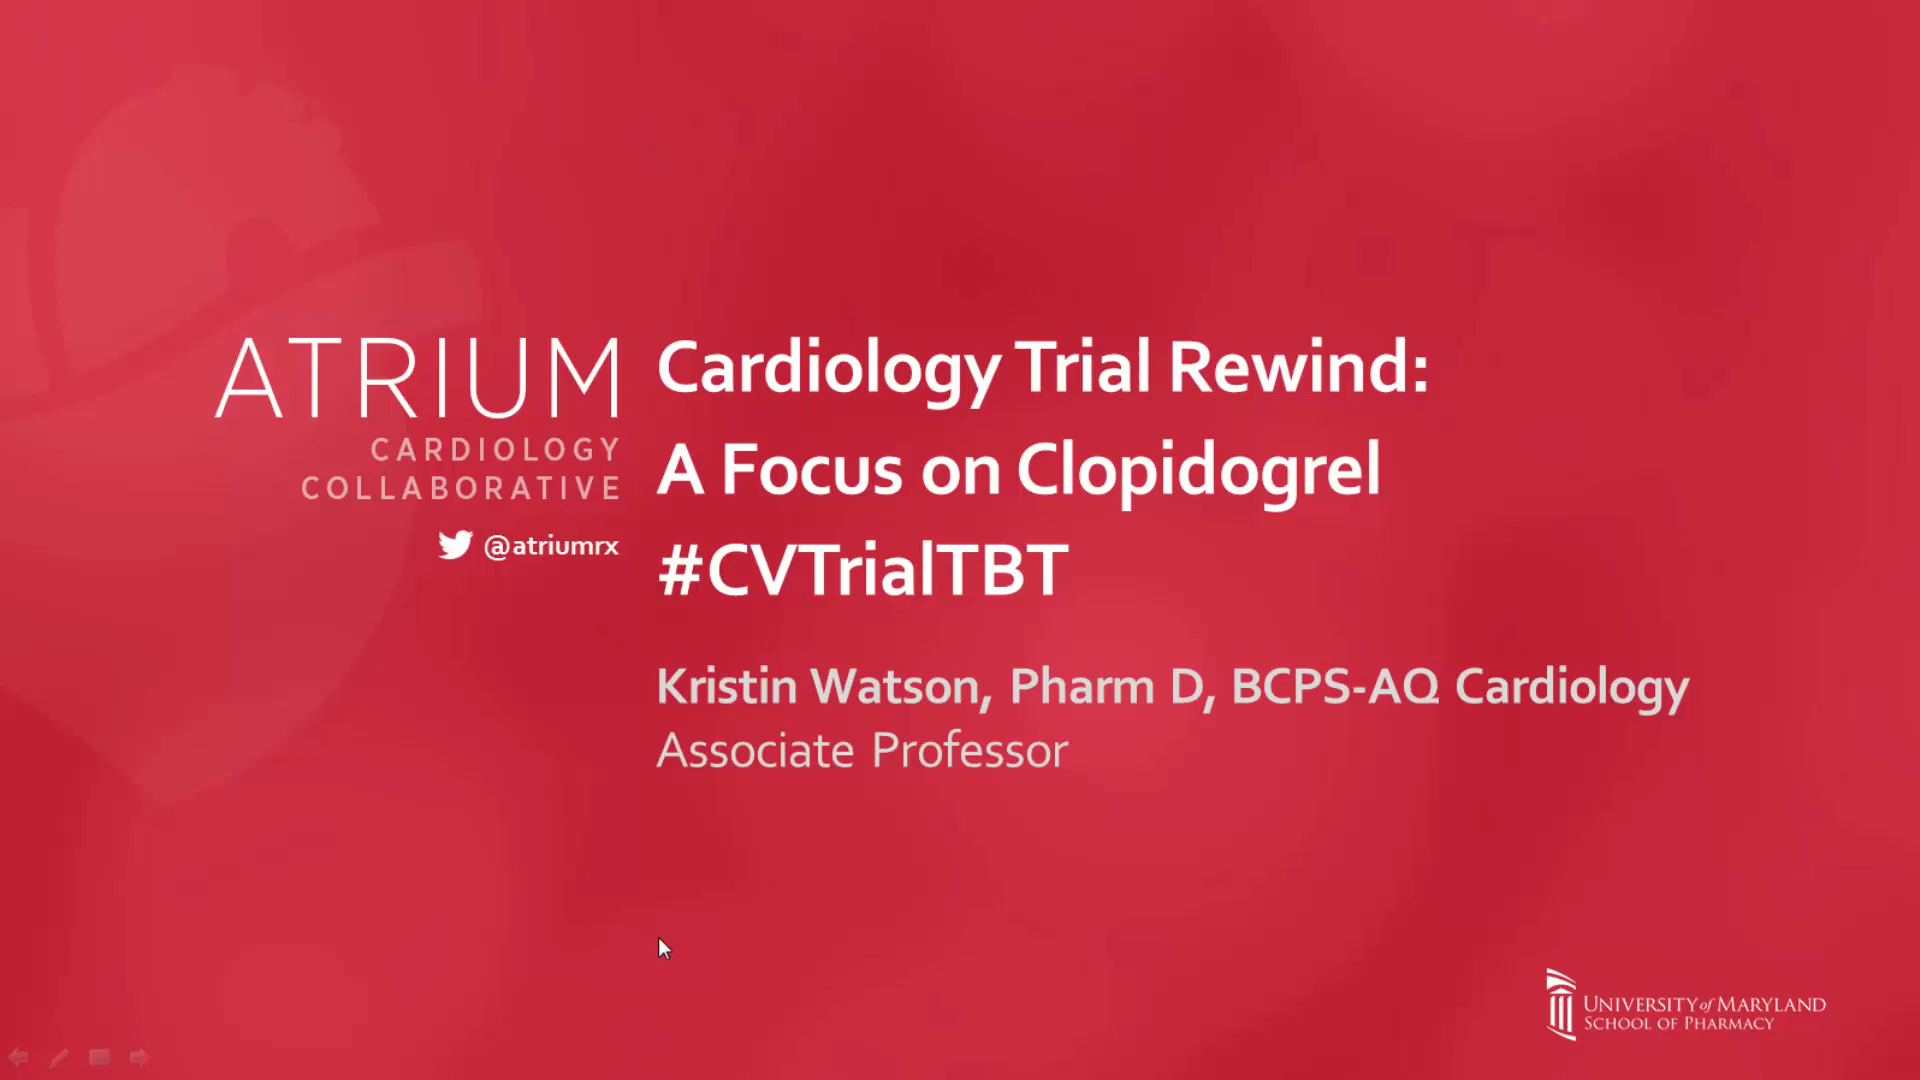 ATRIUM
CARDIOLOGY
COLLABORATIVE
@atriumrx
Cardiology Trial Rewind:
A Focus on Clopidogrel
#CVTrialTBT
Kristin Watson, Pharm D, BCPS-AQ Cardiology
Associate Professor
UNIVERSITY of MARYLAND
SCHOOL OF PHARMACY